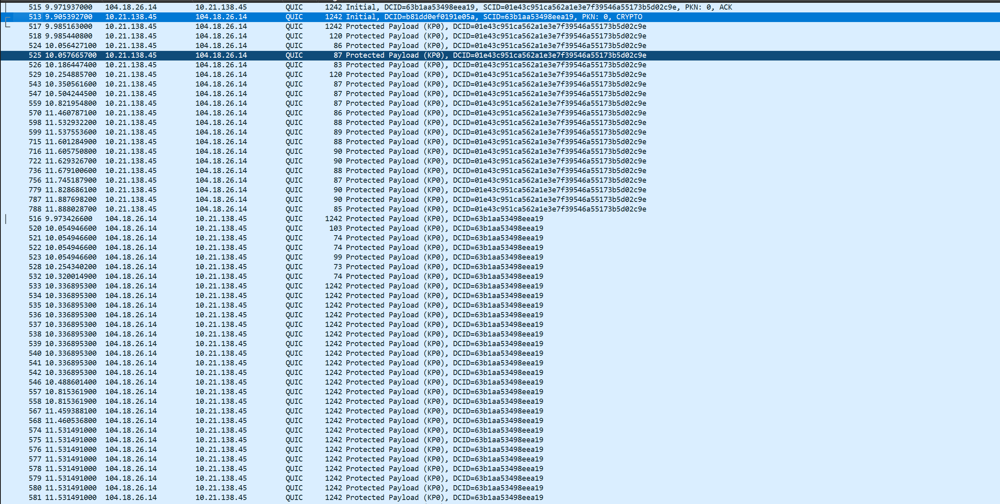 515 9.971937000 104.18.26.14 10.21.138.45 QUIC 1242 Initial, DCID=63b1aa53498eea19, SCID=01e43c951ca562a1e3e7f39546a55173b5d02c9e, PKN: 0, ACK
513 9.905392700 10.21.138.45 104.18.26.14 QUIC 1242 Initial, DCID=b81dd0ef0191e05a, SCID=63b1aa53498eea19, PKN: 0, CRYPTO
517 9.985163000 10.21.138.45 104.18.26.14 QUIC 1242 Protected Payload (KP0), DCID=01e43c951ca562a1e3e7f39546a55173b5d02c9e
518 9.985440800 10.21.138.45 104.18.26.14 QUIC 120 Protected Payload (KP0), DCID=01e43c951ca562a1e3e7f39546a55173b5d02c9e
524 10.056427100 10.21.138.45 104.18.26.14 QUIC 86 Protected Payload (KP0), DCID=01e43c951ca562a1e3e7f39546a55173b5d02c9e
525 10.057665700 10.21.138.45 104.18.26.14 QUIC 87 Protected Payload (KP0), DCID=01e43c951ca562a1e3e7f39546a55173b5d02c9e
526 10.186447400 10.21.138.45 104.18.26.14 QUIC 83 Protected Payload (KP0), DCID=01e43c951ca562a1e3e7f39546a55173b5d02c9e
529 10.254885700 10.21.138.45 104.18.26.14 QUIC 120 Protected Payload (KP0), DCID=01e43c951ca562a1e3e7f39546a55173b5d02c9e
543 10.350561600 10.21.138.45 104.18.26.14 QUIC 87 Protected Payload (KP0), DCID=01e43c951ca562a1e3e7f39546a55173b5d02c9e
547 10.504244500 10.21.138.45 104.18.26.14 QUIC 87 Protected Payload (KP0), DCID=01e43c951ca562a1e3e7f39546a55173b5d02c9e
559 10.821954800 10.21.138.45 104.18.26.14 QUIC 87 Protected Payload (KP0), DCID=01e43c951ca562a1e3e7f39546a55173b5d02c9e
570 11.460787100 10.21.138.45 104.18.26.14 QUIC 86 Protected Payload (KP0), DCID=01e43c951ca562a1e3e7f39546a55173b5d02c9e
598 11.532932200 10.21.138.45 104.18.26.14 QUIC 88 Protected Payload (KP0), DCID=01e43c951ca562a1e3e7f39546a55173b5d02c9e
599 11.537553600 10.21.138.45 104.18.26.14 QUIC 89 Protected Payload (KP0), DCID=01e43c951ca562a1e3e7f39546a55173b5d02c9e
715 11.601284900 10.21.138.45 104.18.26.14 QUIC 88 Protected Payload (KP0), DCID=01e43c951ca562a1e3e7f39546a55173b5d02c9e
716 11.605750800 10.21.138.45 104.18.26.14 QUIC 90 Protected Payload (KP0), DCID=01e43c951ca562a1e3e7f39546a55173b5d02c9e
722 11.629326700 10.21.138.45 104.18.26.14 QUIC 90 Protected Payload (KP0), DCID=01e43c951ca562a1e3e7f39546a55173b5d02c9e
736 11.679100600 10.21.138.45 104.18.26.14 QUIC 88 Protected Payload (KP0), DCID=01e43c951ca562a1e3e7f39546a55173b5d02c9e
756 11.745187900 10.21.138.45 104.18.26.14 QUIC 87 Protected Payload (KP0), DCID=01e43c951ca562a1e3e7f39546a55173b5d02c9e
779 11.828686100 10.21.138.45 104.18.26.14 QUIC 90 Protected Payload (KP0), DCID=01e43c951ca562a1e3e7f39546a55173b5d02c9e
787 11.887698200 10.21.138.45 104.18.26.14 QUIC 90 Protected Payload (KP0), DCID=01e43c951ca562a1e3e7f39546a55173b5d02c9e
788 11.888028700 10.21.138.45 104.18.26.14 QUIC 85 Protected Payload (KP0), DCID=01e43c951ca562a1e3e7f39546a55173b5d02c9e
516 9.973426600 104.18.26.14 10.21.138.45 QUIC 1242 Protected Payload (KP0), DCID=63b1aa53498eea19
520 10.054946600 104.18.26.14 10.21.138.45 QUIC 103 Protected Payload (KP0), DCID=63b1aa53498eea19
521 10.054946600 104.18.26.14 10.21.138.45 QUIC 74 Protected Payload (KP0), DCID=63b1aa53498eea19
522 10.054946600 104.18.26.14 10.21.138.45 QUIC 74 Protected Payload (KP0), DCID=63b1aa53498eea19
523 10.054946600 104.18.26.14 10.21.138.45 QUIC 99 Protected Payload (KP0), DCID=63b1aa53498eea19
528 10.254340200 104.18.26.14 10.21.138.45 QUIC 73 Protected Payload (KP0), DCID=63b1aa53498eea19
532 10.320014900 104.18.26.14 10.21.138.45 QUIC 74 Protected Payload (KP0), DCID=63b1aa53498eea19
533 10.336895300 104.18.26.14 10.21.138.45 QUIC 1242 Protected Payload (KP0), DCID=63b1aa53498eea19
534 10.336895300 104.18.26.14 10.21.138.45 QUIC 1242 Protected Payload (KP0), DCID=63b1aa53498eea19
535 10.336895300 104.18.26.14 10.21.138.45 QUIC 1242 Protected Payload (KP0), DCID=63b1aa53498eea19
536 10.336895300 104.18.26.14 10.21.138.45 QUIC 1242 Protected Payload (KP0), DCID=63b1aa53498eea19
537 10.336895300 104.18.26.14 10.21.138.45 QUIC 1242 Protected Payload (KP0), DCID=63b1aa53498eea19
538 10.336895300 104.18.26.14 10.21.138.45 QUIC 1242 Protected Payload (KP0), DCID=63b1aa53498eea19
539 10.336895300 104.18.26.14 10.21.138.45 QUIC 1242 Protected Payload (KP0), DCID=63b1aa53498eea19
540 10.336895300 104.18.26.14 10.21.138.45 QUIC 1242 Protected Payload (KP0), DCID=63b1aa53498eea19
541 10.336895300 104.18.26.14 10.21.138.45 QUIC 1242 Protected Payload (KP0), DCID=63b1aa53498eea19
542 10.336895300 104.18.26.14 10.21.138.45 QUIC 1242 Protected Payload (KP0), DCID=63b1aa53498eea19
546 10.488601400 104.18.26.14 10.21.138.45 QUIC 1242 Protected Payload (KP0), DCID=63b1aa53498eea19
557 10.815361900 104.18.26.14 10.21.138.45 QUIC 1242 Protected Payload (KP0), DCID=63b1aa53498eea19
558 10.815361900 104.18.26.14 10.21.138.45 QUIC 1242 Protected Payload (KP0), DCID=63b1aa53498eea19
567 11.459388100 104.18.26.14 10.21.138.45 QUIC 1242 Protected Payload (KP0), DCID=63b1aa53498eea19
568 11.460536800 104.18.26.14 10.21.138.45 QUIC 1242 Protected Payload (KP0), DCID=63b1aa53498eea19
574 11.531491000 104.18.26.14 10.21.138.45 QUIC 1242 Protected Payload (KP0), DCID=63b1aa53498eea19
575 11.531491000 104.18.26.14 10.21.138.45 QUIC 1242 Protected Payload (KP0), DCID=63b1aa53498eea19
576 11.531491000 104.18.26.14 10.21.138.45 QUIC 1242 Protected Payload (KP0), DCID=63b1aa53498eea19
577 11.531491000 104.18.26.14 10.21.138.45 QUIC 1242 Protected Payload (KP0), DCID=63b1aa53498eea19
578 11.531491000 104.18.26.14 10.21.138.45 QUIC 1242 Protected Payload (KP0), DCID=63b1aa53498eea19
579 11.531491000 104.18.26.14 10.21.138.45 QUIC 1242 Protected Payload (KP0), DCID=63b1aa53498eea19
580 11.531491000 104.18.26.14 10.21.138.45 QUIC 1242 Protected Payload (KP0), DCID=63b1aa53498eea19
581 11.531491000 104.18.26.14 10.21.138.45 QUIC 1242 Protected Payload (KP0), DCID=63b1aa53498eea19